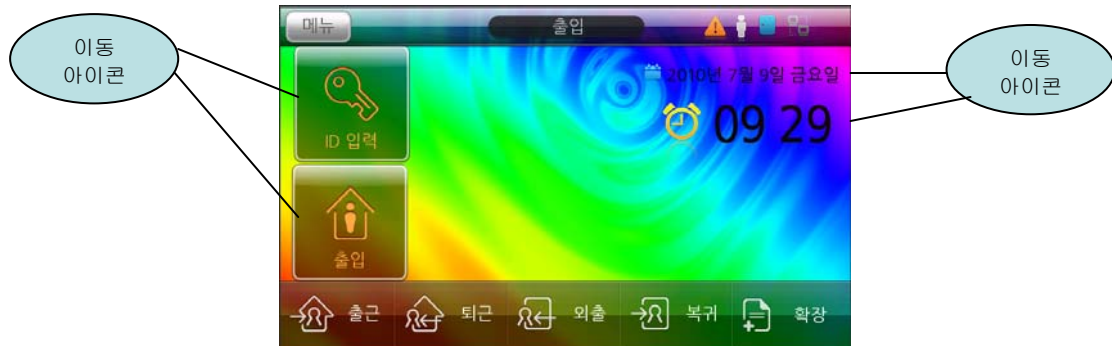 메뉴
출입
이동
아이콘
이동
아이콘
2010년 7월 9일 금요일
09 29
ID 입력
출입
출근
퇴근
외출
복귀
확장